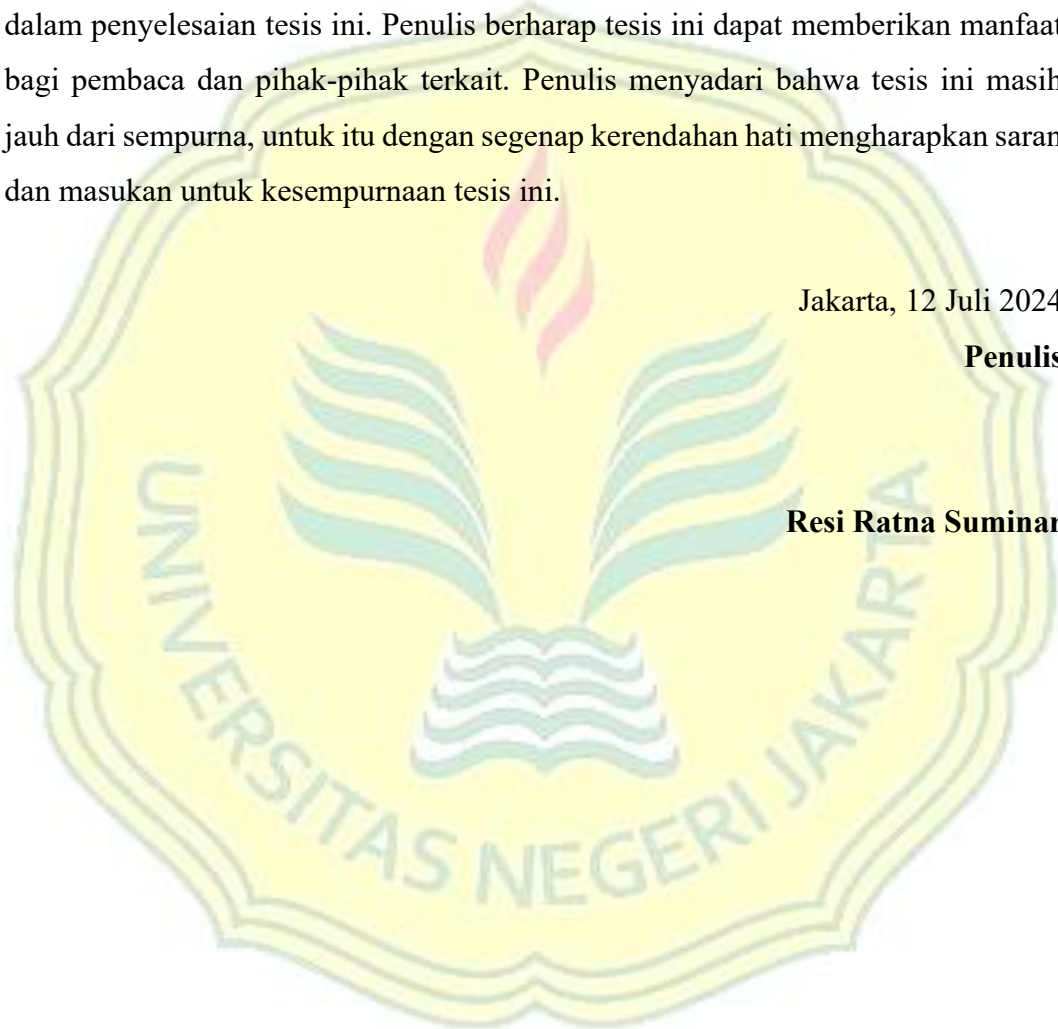 dalam penyelesaian tesis ini. Penulis berharap tesis ini dapat memberikan manfaat
bagi pembaca dan pihak-pihak terkait. Penulis menyadari bahwa tesis ini masih
jauh dari sempurna, untuk itu dengan segenap kerendahan hati mengharapkan saran
dan masukan untuk kesempurnaan tesis ini.
Jakarta, 12 Juli 2024
Penulis
Resi Ratna Suminar
UNIVERSITAS NEGERI JAKARTA